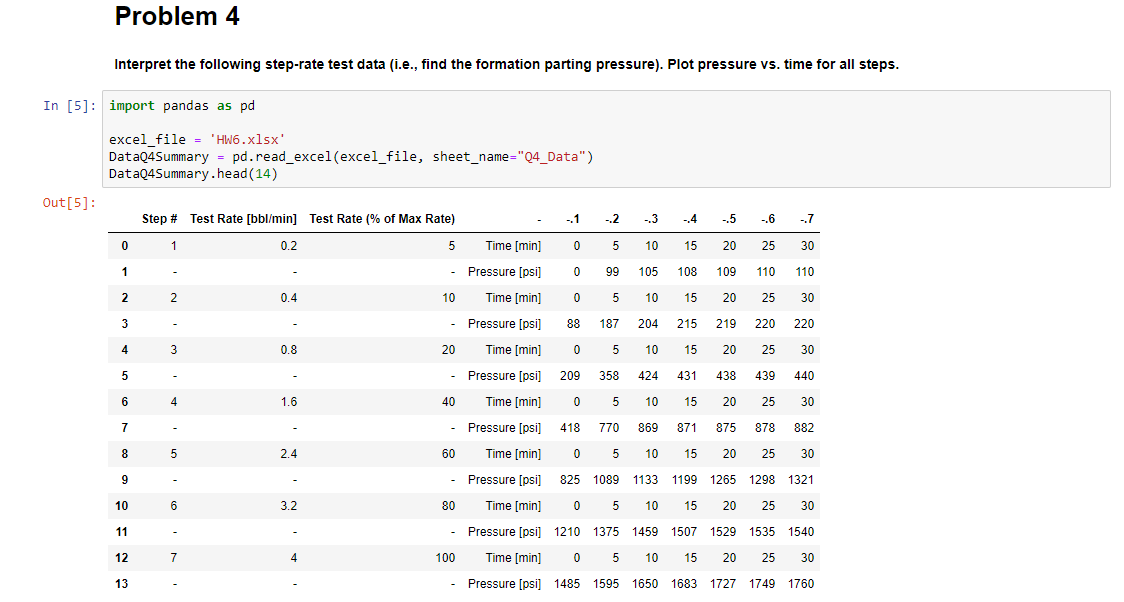 Problem 4
Interpret the following step-rate test data (i.e., find the formation parting pressure). Plot pressure vs. time for all steps.
In [5]: import pandas as pd
excel_file = 'HW6.xlsx'
DataQ4Summary = pd.read_excel(excel_file, sheet_name="Q4_Data")
DataQ4Summary.head(14)
Out[5]:
Step # Test Rate [bbl/min] Test Rate (% of Max Rate) - -.1 -.2 -.3 -.4 -.5 -.6 -.7
0 1 0.2 5 Time [min] 0 5 10 15 20 25 30
1 - - - Pressure [psi] 0 99 105 108 109 110 110
2 2 0.4 10 Time [min] 0 5 10 15 20 25 30
3 - - - Pressure [psi] 88 187 204 215 219 220 220
4 3 0.8 20 Time [min] 0 5 10 15 20 25 30
5 - - - Pressure [psi] 209 358 424 431 438 439 440
6 4 1.6 40 Time [min] 0 5 10 15 20 25 30
7 - - - Pressure [psi] 418 770 869 871 875 878 882
8 5 2.4 60 Time [min] 0 5 10 15 20 25 30
9 - - - Pressure [psi] 825 1089 1133 1199 1265 1298 1321
10 6 3.2 80 Time [min] 0 5 10 15 20 25 30
11 - - - Pressure [psi] 1210 1375 1459 1507 1529 1535 1540
12 7 4 100 Time [min] 0 5 10 15 20 25 30
13 - - - Pressure [psi] 1485 1595 1650 1683 1727 1749 1760